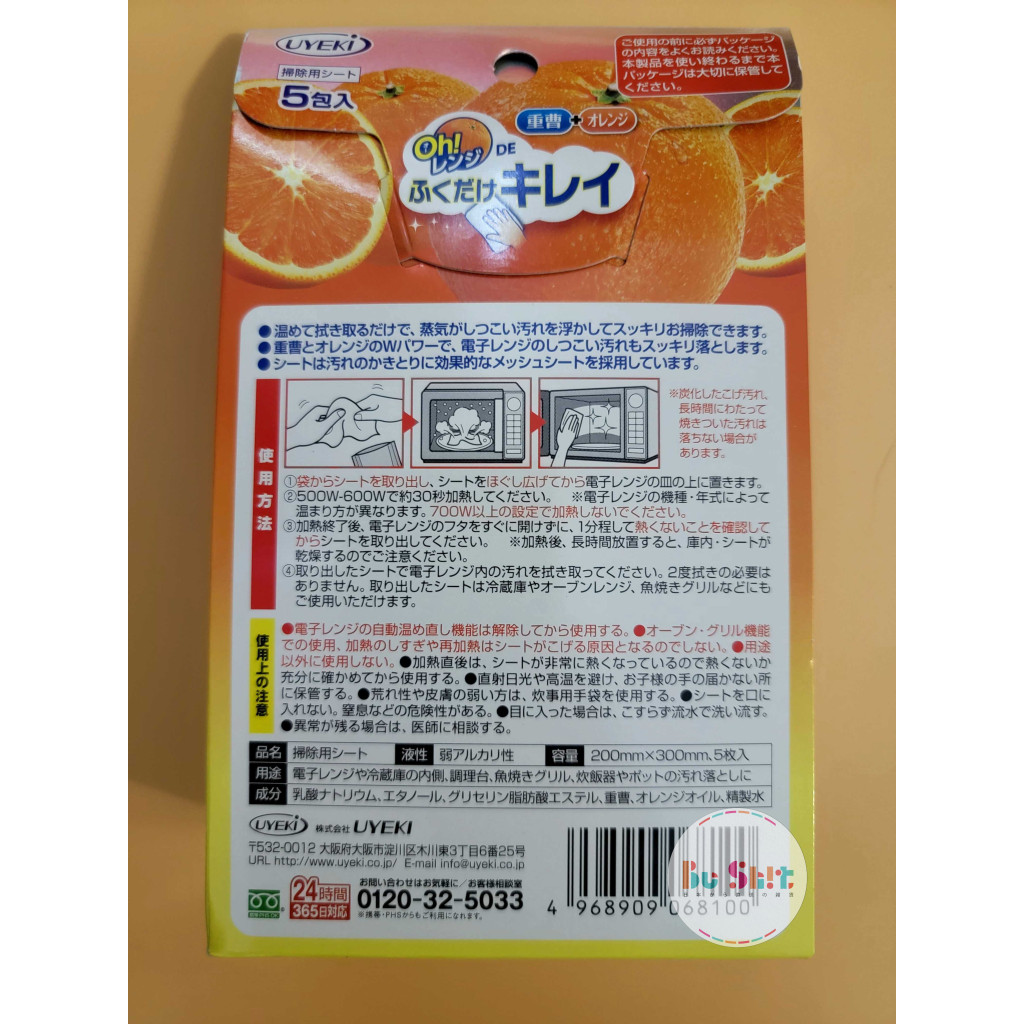 UYEKI
掃除用シート
5包入
ご使用の前に必ずパッケージ
の内容をよくお読みください。
本製品を使い終わるまで本
パッケージは大切に保管して
ください。
重曹+オレンジ
Oh!
レンジ DE
ふくだけキレイ
●温めて拭き取るだけで、蒸気がしつこい汚れを浮かしてスッキリお掃除できます。
●重曹とオレンジのWパワーで、電子レンジのしつこい汚れもスッキリ落とします。
●シートは汚れのかきとりに効果的なメッシュシートを採用しています。
使用方法
※炭化したこげ汚れ、
長時間にわたって
焼きついた汚れは
落ちない場合が
あります。
①袋からシートを取り出し、シートをほぐし広げてから電子レンジの皿の上に置きます。
②500W-600Wで約30秒加熱してください。 ※電子レンジの機種・年式によって
温まり方が異なります。700W以上の設定で加熱しないでください。
③加熱終了後、電子レンジのフタをすぐに開けずに、1分程して熱くないことを確認して
からシートを取り出してください。 ※加熱後、長時間放置すると、庫内・シートが
乾燥するのでご注意ください。
④取り出したシートで電子レンジ内の汚れを拭き取ってください。2度拭きの必要は
ありません。取り出したシートは冷蔵庫やオーブンレンジ、魚焼きグリルなどにも
ご使用いただけます。
使用上の注意
●電子レンジの自動温め直し機能は解除してから使用する。●オーブン・グリル機能
での使用、加熱のしすぎや再加熱はシートがこげる原因となるのでしない。●用途
以外に使用しない。●加熱直後は、シートが非常に熱くなっているので熱くないか
充分に確かめてから使用する。●直射日光や高温を避け、お子様の手の届かない所
に保管する。●荒れ性や皮膚の弱い方は、炊事用手袋を使用する。●シートを口に
入れない。窒息などの危険性がある。●目に入った場合は、こすらず流水で洗い流す。
●異常が残る場合は、医師に相談する。
品名 掃除用シート 液性 弱アルカリ性 容量 200mm×300mm、5枚入
用途 電子レンジや冷蔵庫の内側、調理台、魚焼きグリル、炊飯器やポットの汚れ落としに
成分 乳酸ナトリウム、エタノール、グリセリン脂肪酸エステル、重曹、オレンジオイル、精製水
UYEKI 株式会社 UYEKI
〒532-0012 大阪府大阪市淀川区木川東3丁目6番25号
URL http://www.uyeki.co.jp/ E-mail info@uyeki.co.jp
24時間
365日対応
お問い合わせはお気軽に/お客様相談室
0120-32-5033
※携帯・PHSからもご利用になれます。
4 968909 068100
Bu Sh!t